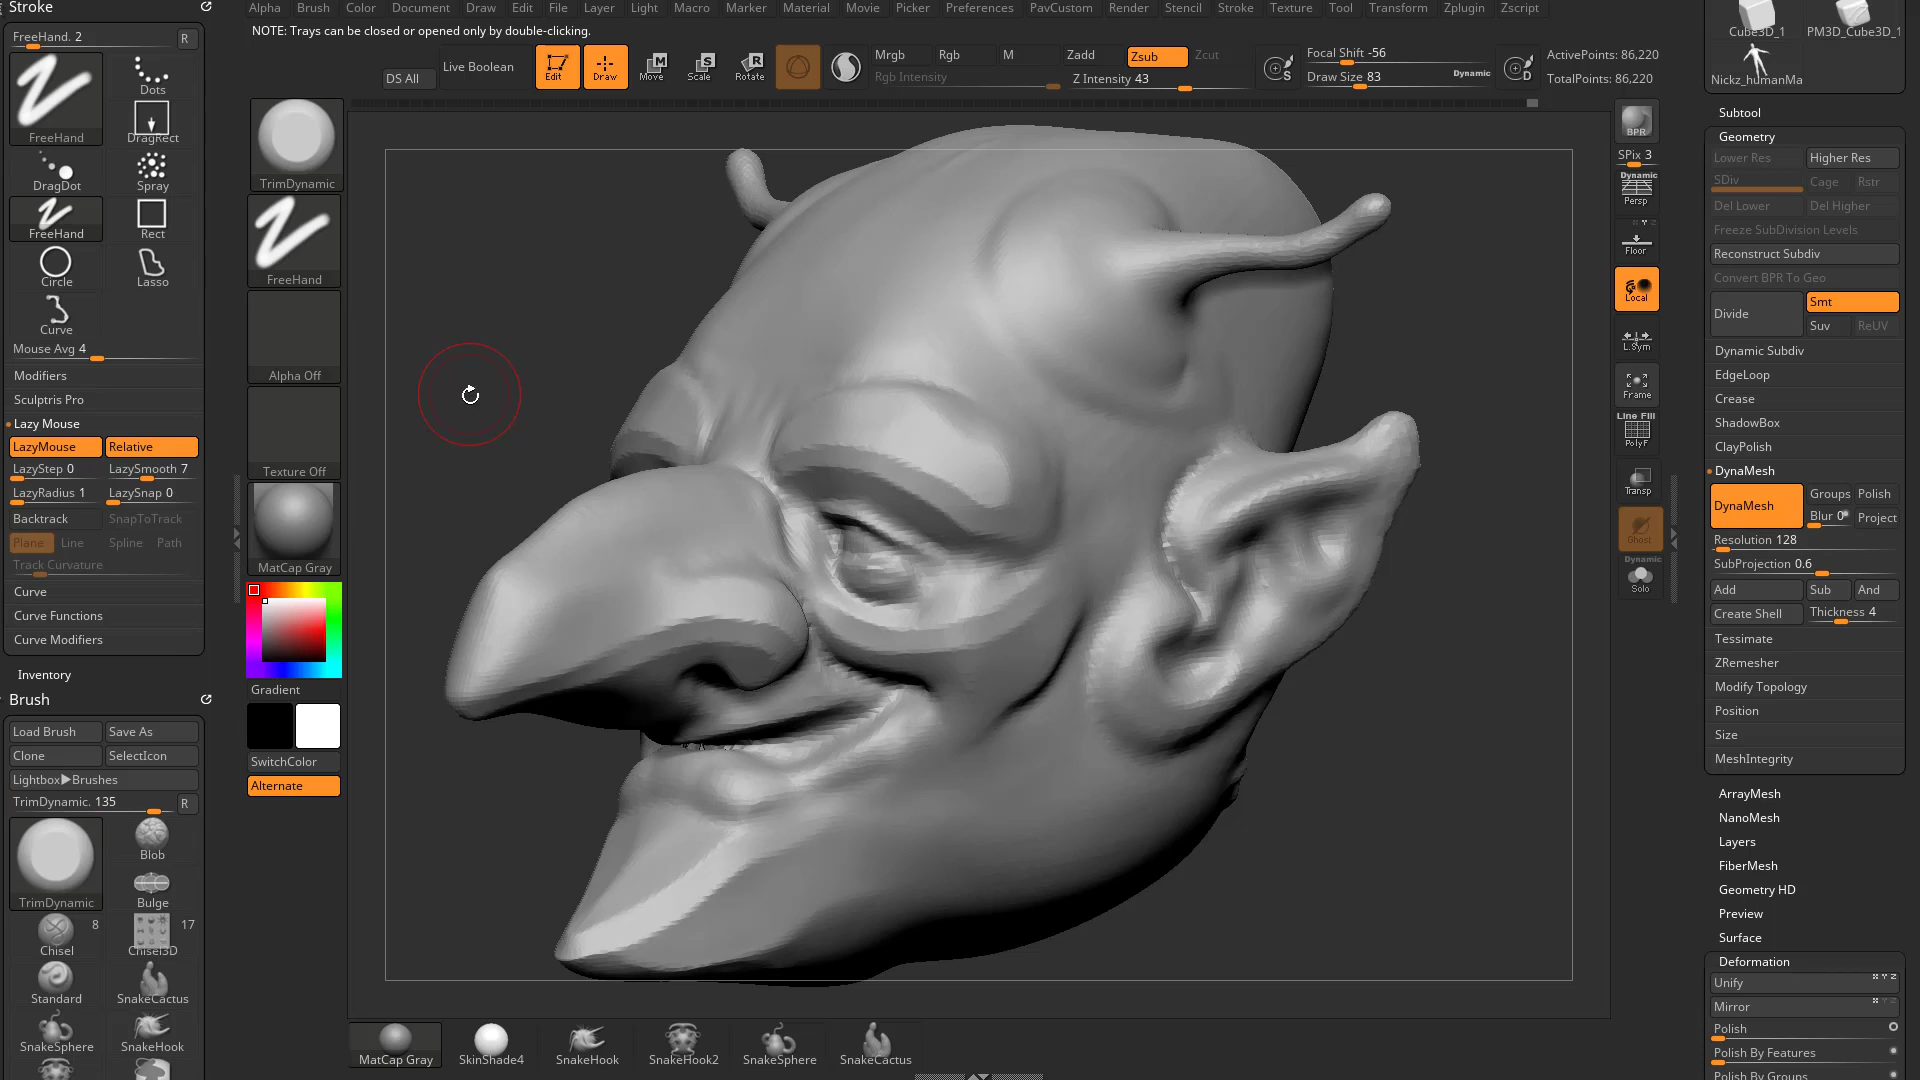 Stroke
FreeHand. 2
R
FreeHand
Dots
DragRect
DragDot
Spray
FreeHand
Rect
Circle
Lasso
Curve
Mouse Avg 4
Modifiers
Sculptris Pro
Lazy Mouse
LazyMouse
Relative
LazyStep 0
LazySmooth 7
LazyRadius 1
LazySnap 0
Backtrack
SnapToTrack
Plane
Line
Spline
Path
Track Curvature
Curve
Curve Functions
Curve Modifiers
Inventory
Brush
Load Brush
Save As
Clone
SelectIcon
Lightbox▶Brushes
TrimDynamic. 135
R
TrimDynamic
Blob
Bulge
8
Chisel
17
Chisel3D
Standard
SnakeCactus
SnakeSphere
SnakeHook
Alpha Brush Color Document Draw Edit File Layer Light Macro Marker Material Movie Picker Preferences PavCustom Render Stencil Stroke Texture Tool Transform Zplugin Zscript
NOTE: Trays can be closed or opened only by double-clicking.
DS All
Live Boolean
Edit
Draw
Move
Scale
Rotate
Mrgb
Rgb
M
Rgb Intensity
Zadd
Zsub
Zcut
Z Intensity 43
S
Focal Shift -56
Draw Size 83
Dynamic
D
ActivePoints: 86,220
TotalPoints: 86,220
TrimDynamic
FreeHand
Alpha Off
Texture Off
MatCap Gray
Gradient
SwitchColor
Alternate
MatCap Gray
SkinShade4
SnakeHook
SnakeHook2
SnakeSphere
SnakeCactus
BPR
SPix 3
Dynamic
Persp
Floor
Local
L.Sym
Frame
Line Fill
PolyF
Transp
Ghost
Dynamic
Solo
Cube3D_1
PM3D_Cube3D_1
Nickz_humanMa
Subtool
Geometry
Lower Res
Higher Res
SDiv
Cage
Rstr
Del Lower
Del Higher
Freeze SubDivision Levels
Reconstruct Subdiv
Convert BPR To Geo
Divide
Smt
Suv
ReUV
Dynamic Subdiv
EdgeLoop
Crease
ShadowBox
ClayPolish
DynaMesh
DynaMesh
Groups
Polish
Blur 0
Project
Resolution 128
SubProjection 0.6
Add
Sub
And
Create Shell
Thickness 4
Tessimate
ZRemesher
Modify Topology
Position
Size
MeshIntegrity
ArrayMesh
NanoMesh
Layers
FiberMesh
Geometry HD
Preview
Surface
Deformation
Unify
Mirror
Polish
Polish By Features
Polish By Groups